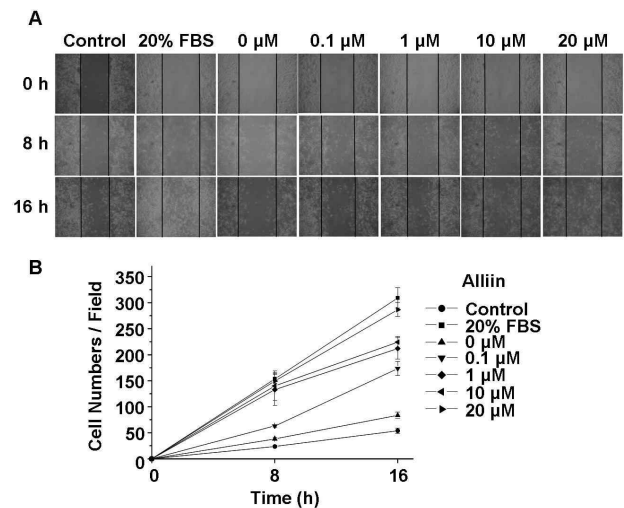 A
Control 20% FBS 0 µM 0.1 µM 1 µM 10 µM 20 µM
0 h
8 h
16 h
B
Cell Numbers / Field
350
300
250
200
150
100
50
0
0 8 16
Time (h)
Alliin
Control
20% FBS
0 µM
0.1 µM
1 µM
10 µM
20 µM